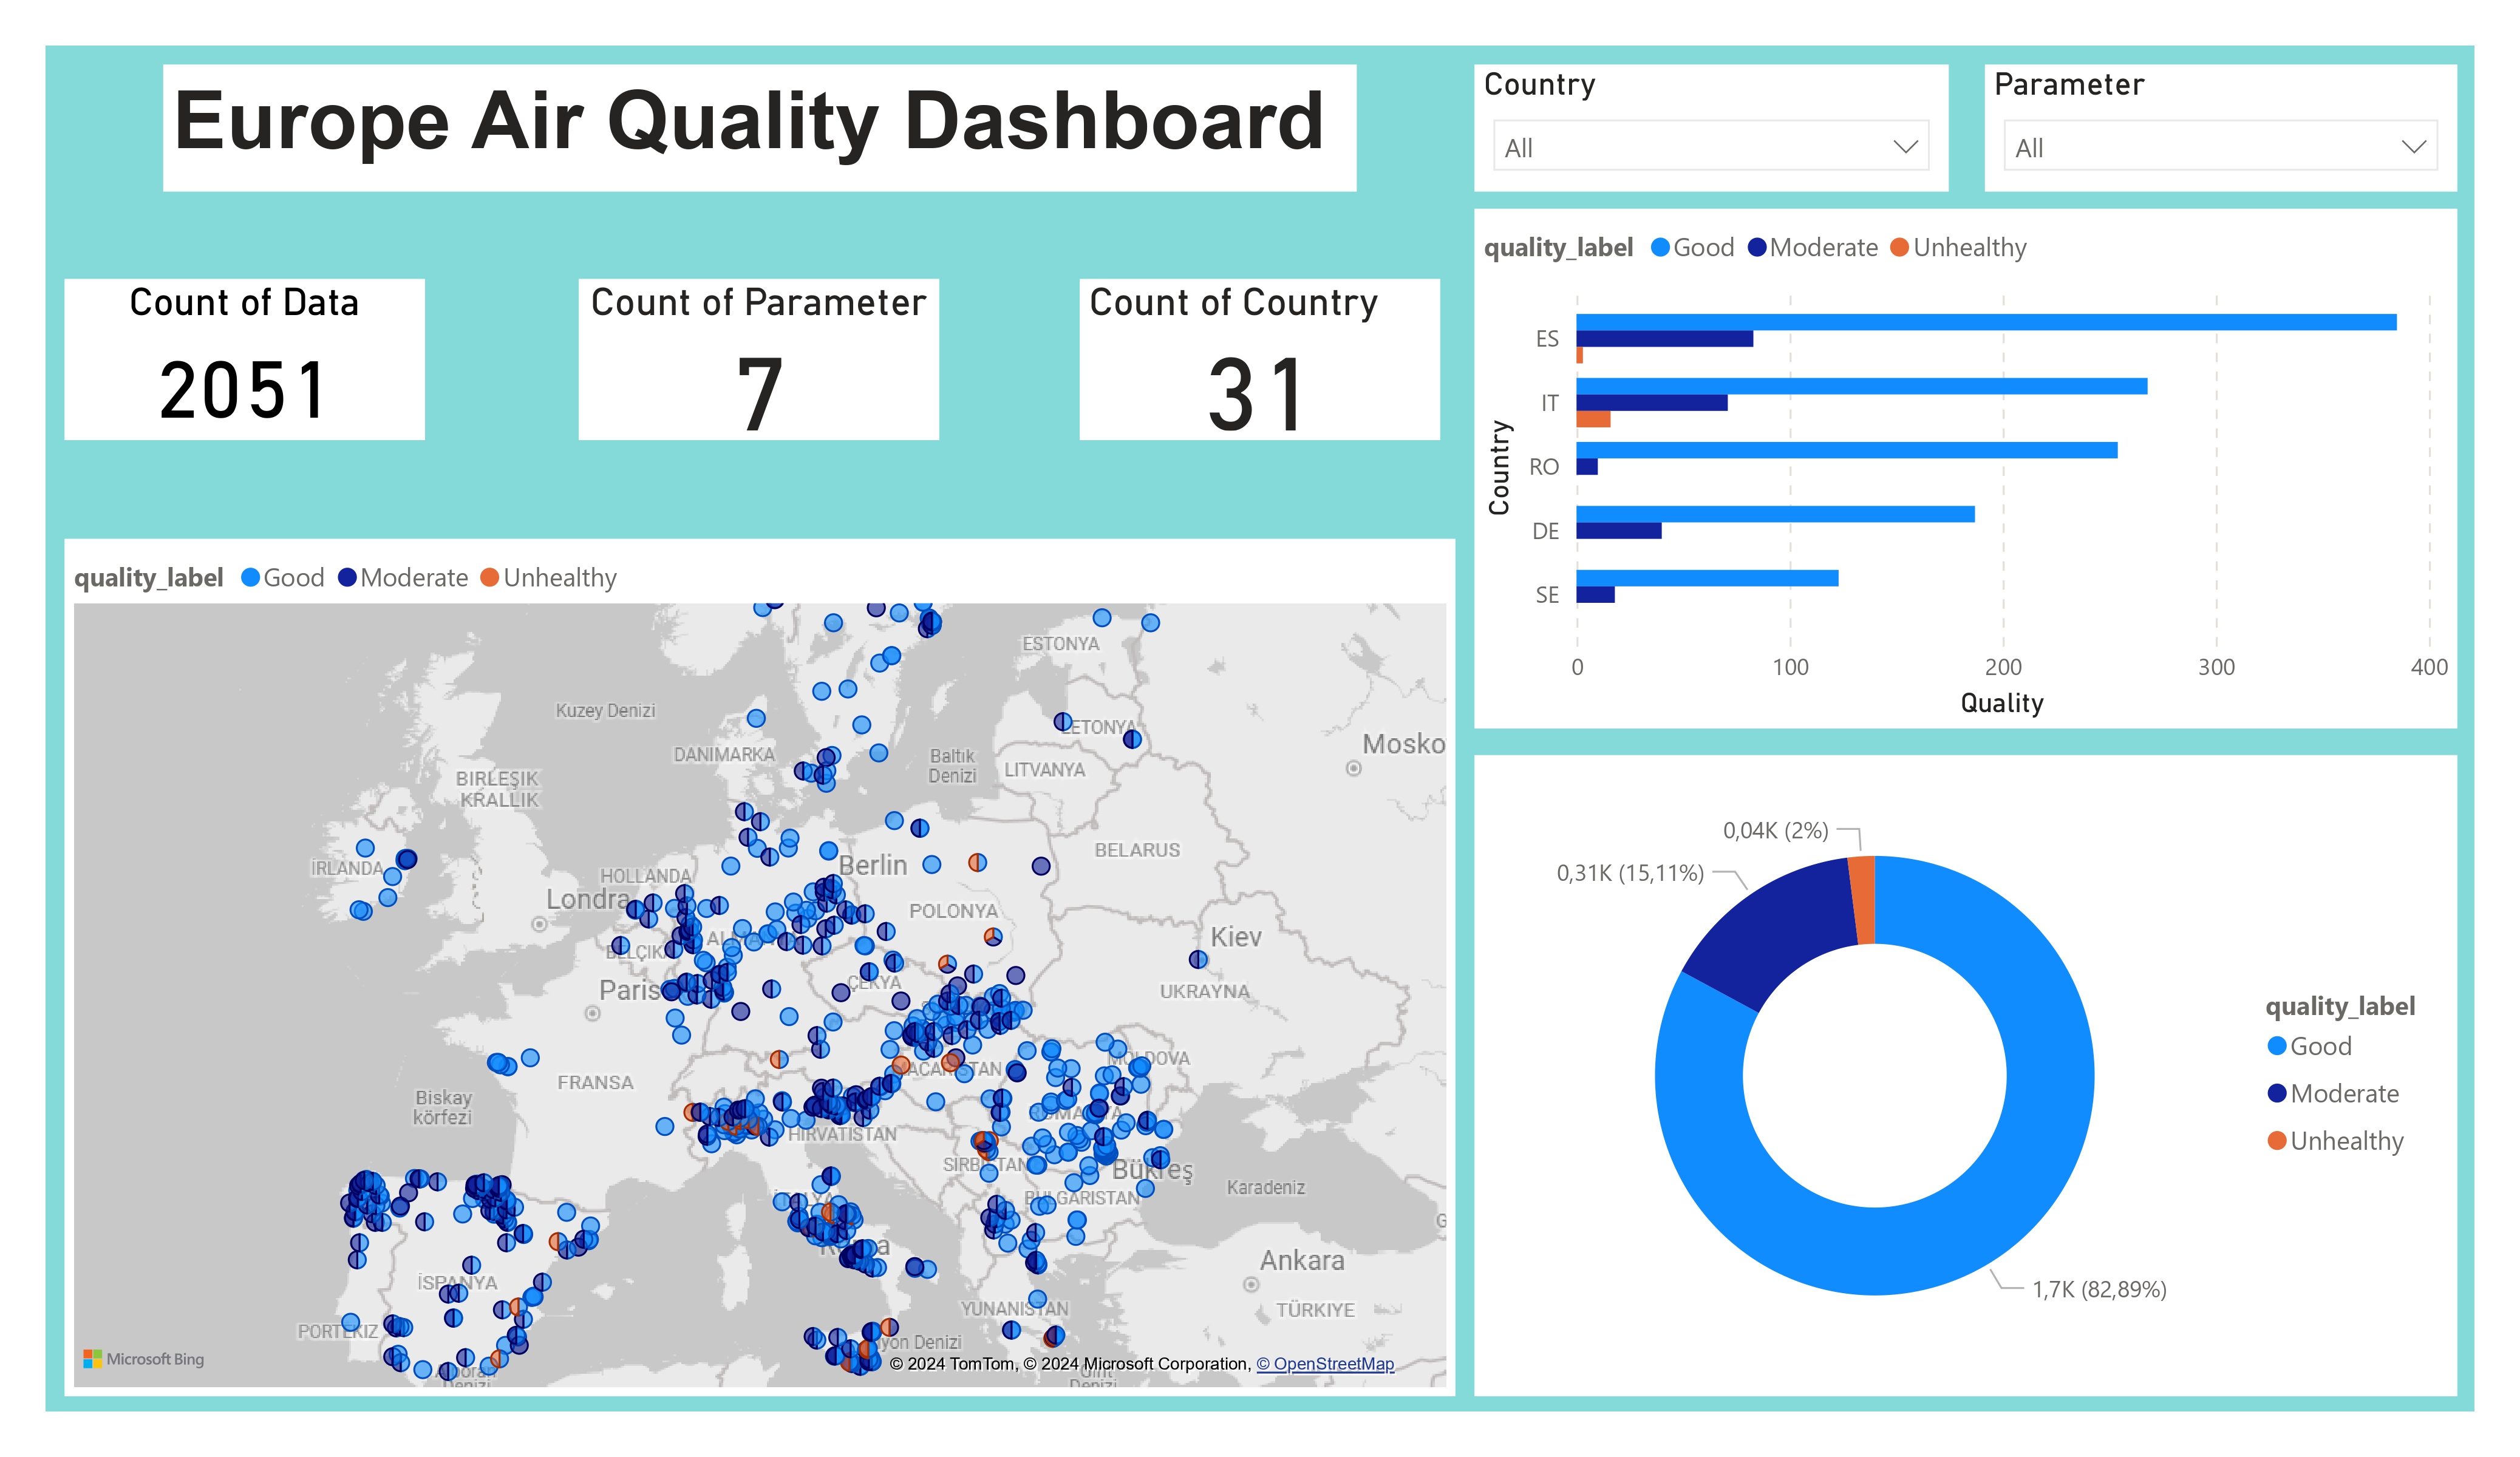 Europe Air Quality Dashboard
Country
All
Parameter
All
Count of Data
2051
Count of Parameter
7
Count of Country
31
quality_label Good Moderate Unhealthy
ES
IT
RO
DE
SE
Country
0 100 200 300 400
Quality
quality_label Good Moderate Unhealthy
ESTONYA
Kuzey Denizi
LETONYA
Mosko
DANIMARKA
Baltık
Denizi
LITVANYA
BIRLEŞIK
KRALLIK
BELARUS
İRLANDA
HOLLANDA
Berlin
Londra
POLONYA
Kiev
BELÇIKA
Paris
ÇEKYA
UKRAYNA
MOLDOVA
FRANSA
Biskay
körfezi
HIRVATISTAN
Bükreş
Karadeniz
BULGARISTAN
Ankara
İSPANYA
YUNANISTAN
TÜRKIYE
PORTEKIZ
yon Denizi
Microsoft Bing
© 2024 TomTom, © 2024 Microsoft Corporation, © OpenStreetMap
0,04K (2%)
0,31K (15,11%)
1,7K (82,89%)
quality_label
Good
Moderate
Unhealthy